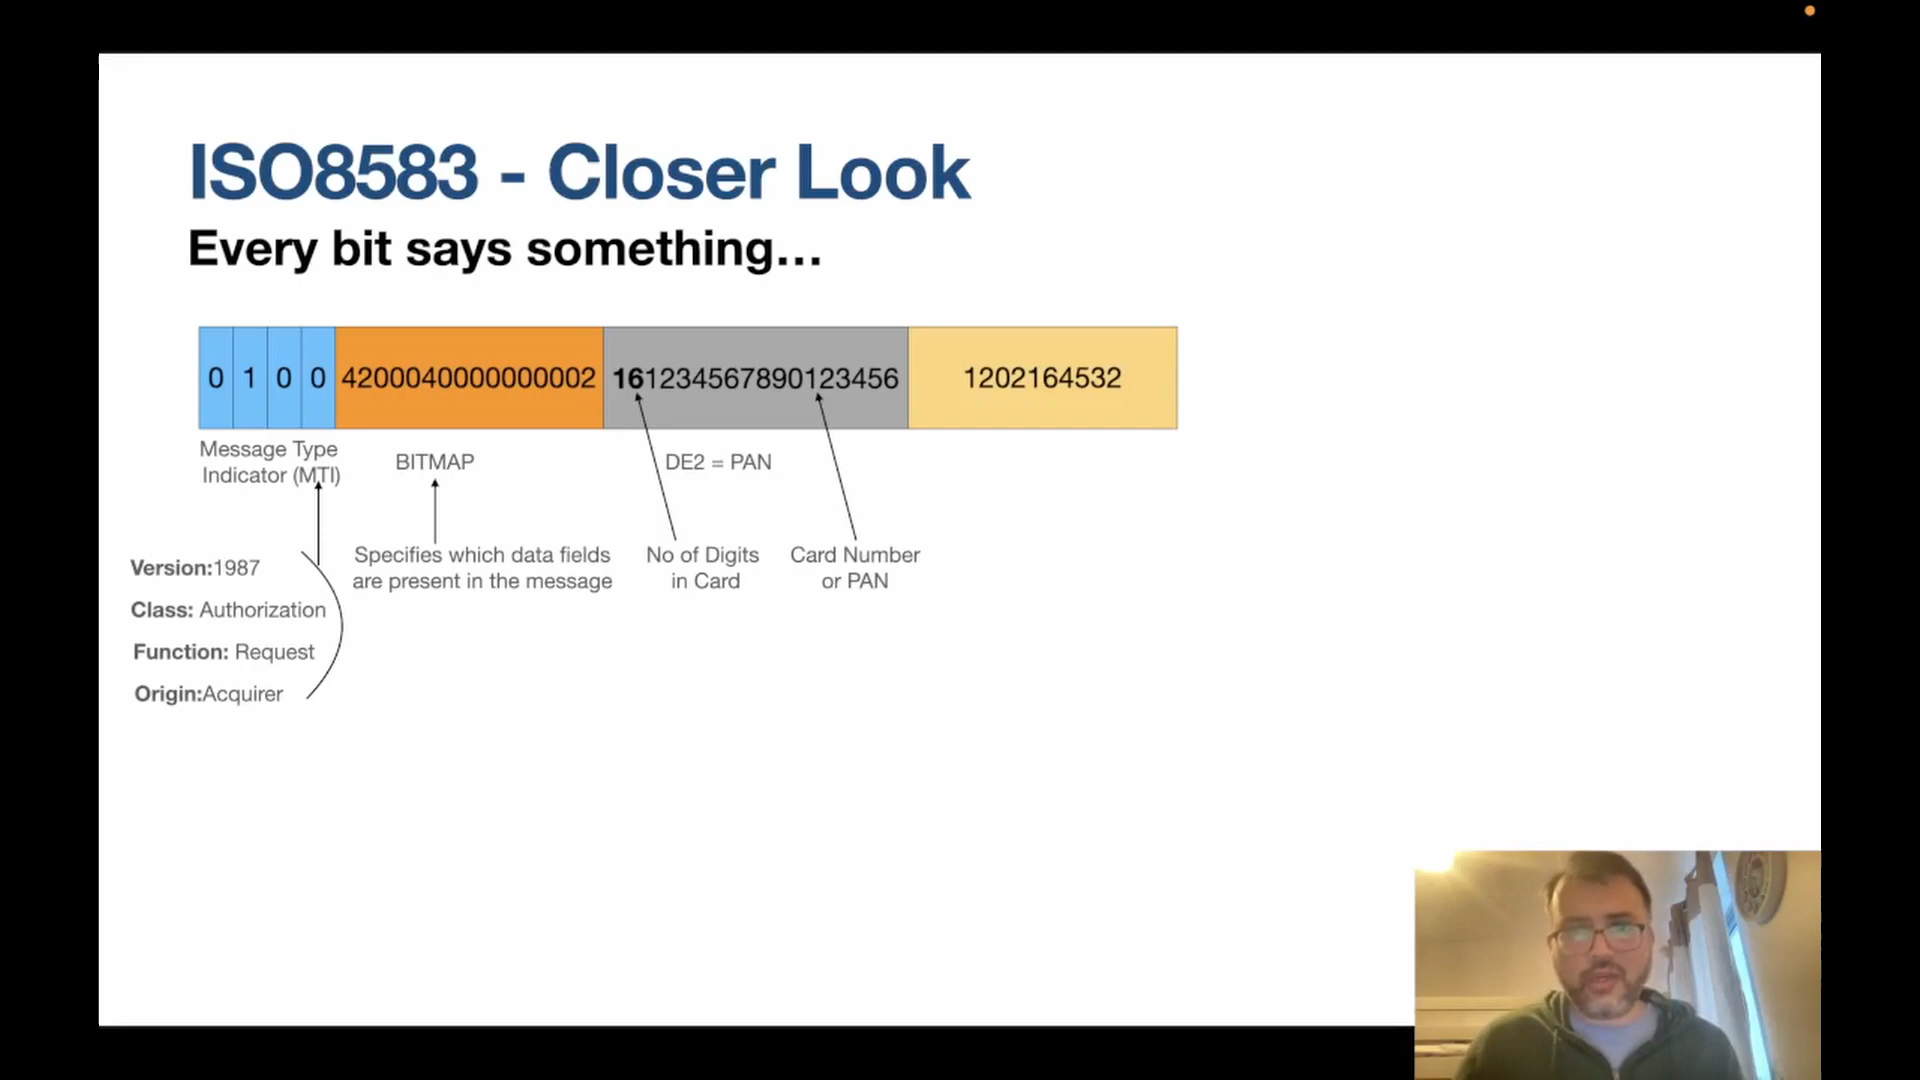 ISO8583 - Closer Look
Every bit says something...
0 1 0 0 4200040000000002 161234567890123456 1202164532
Message Type
Indicator (MTI)
BITMAP
DE2 = PAN
Specifies which data fields
are present in the message
No of Digits
in Card
Card Number
or PAN
Version:1987
Class: Authorization
Function: Request
Origin:Acquirer